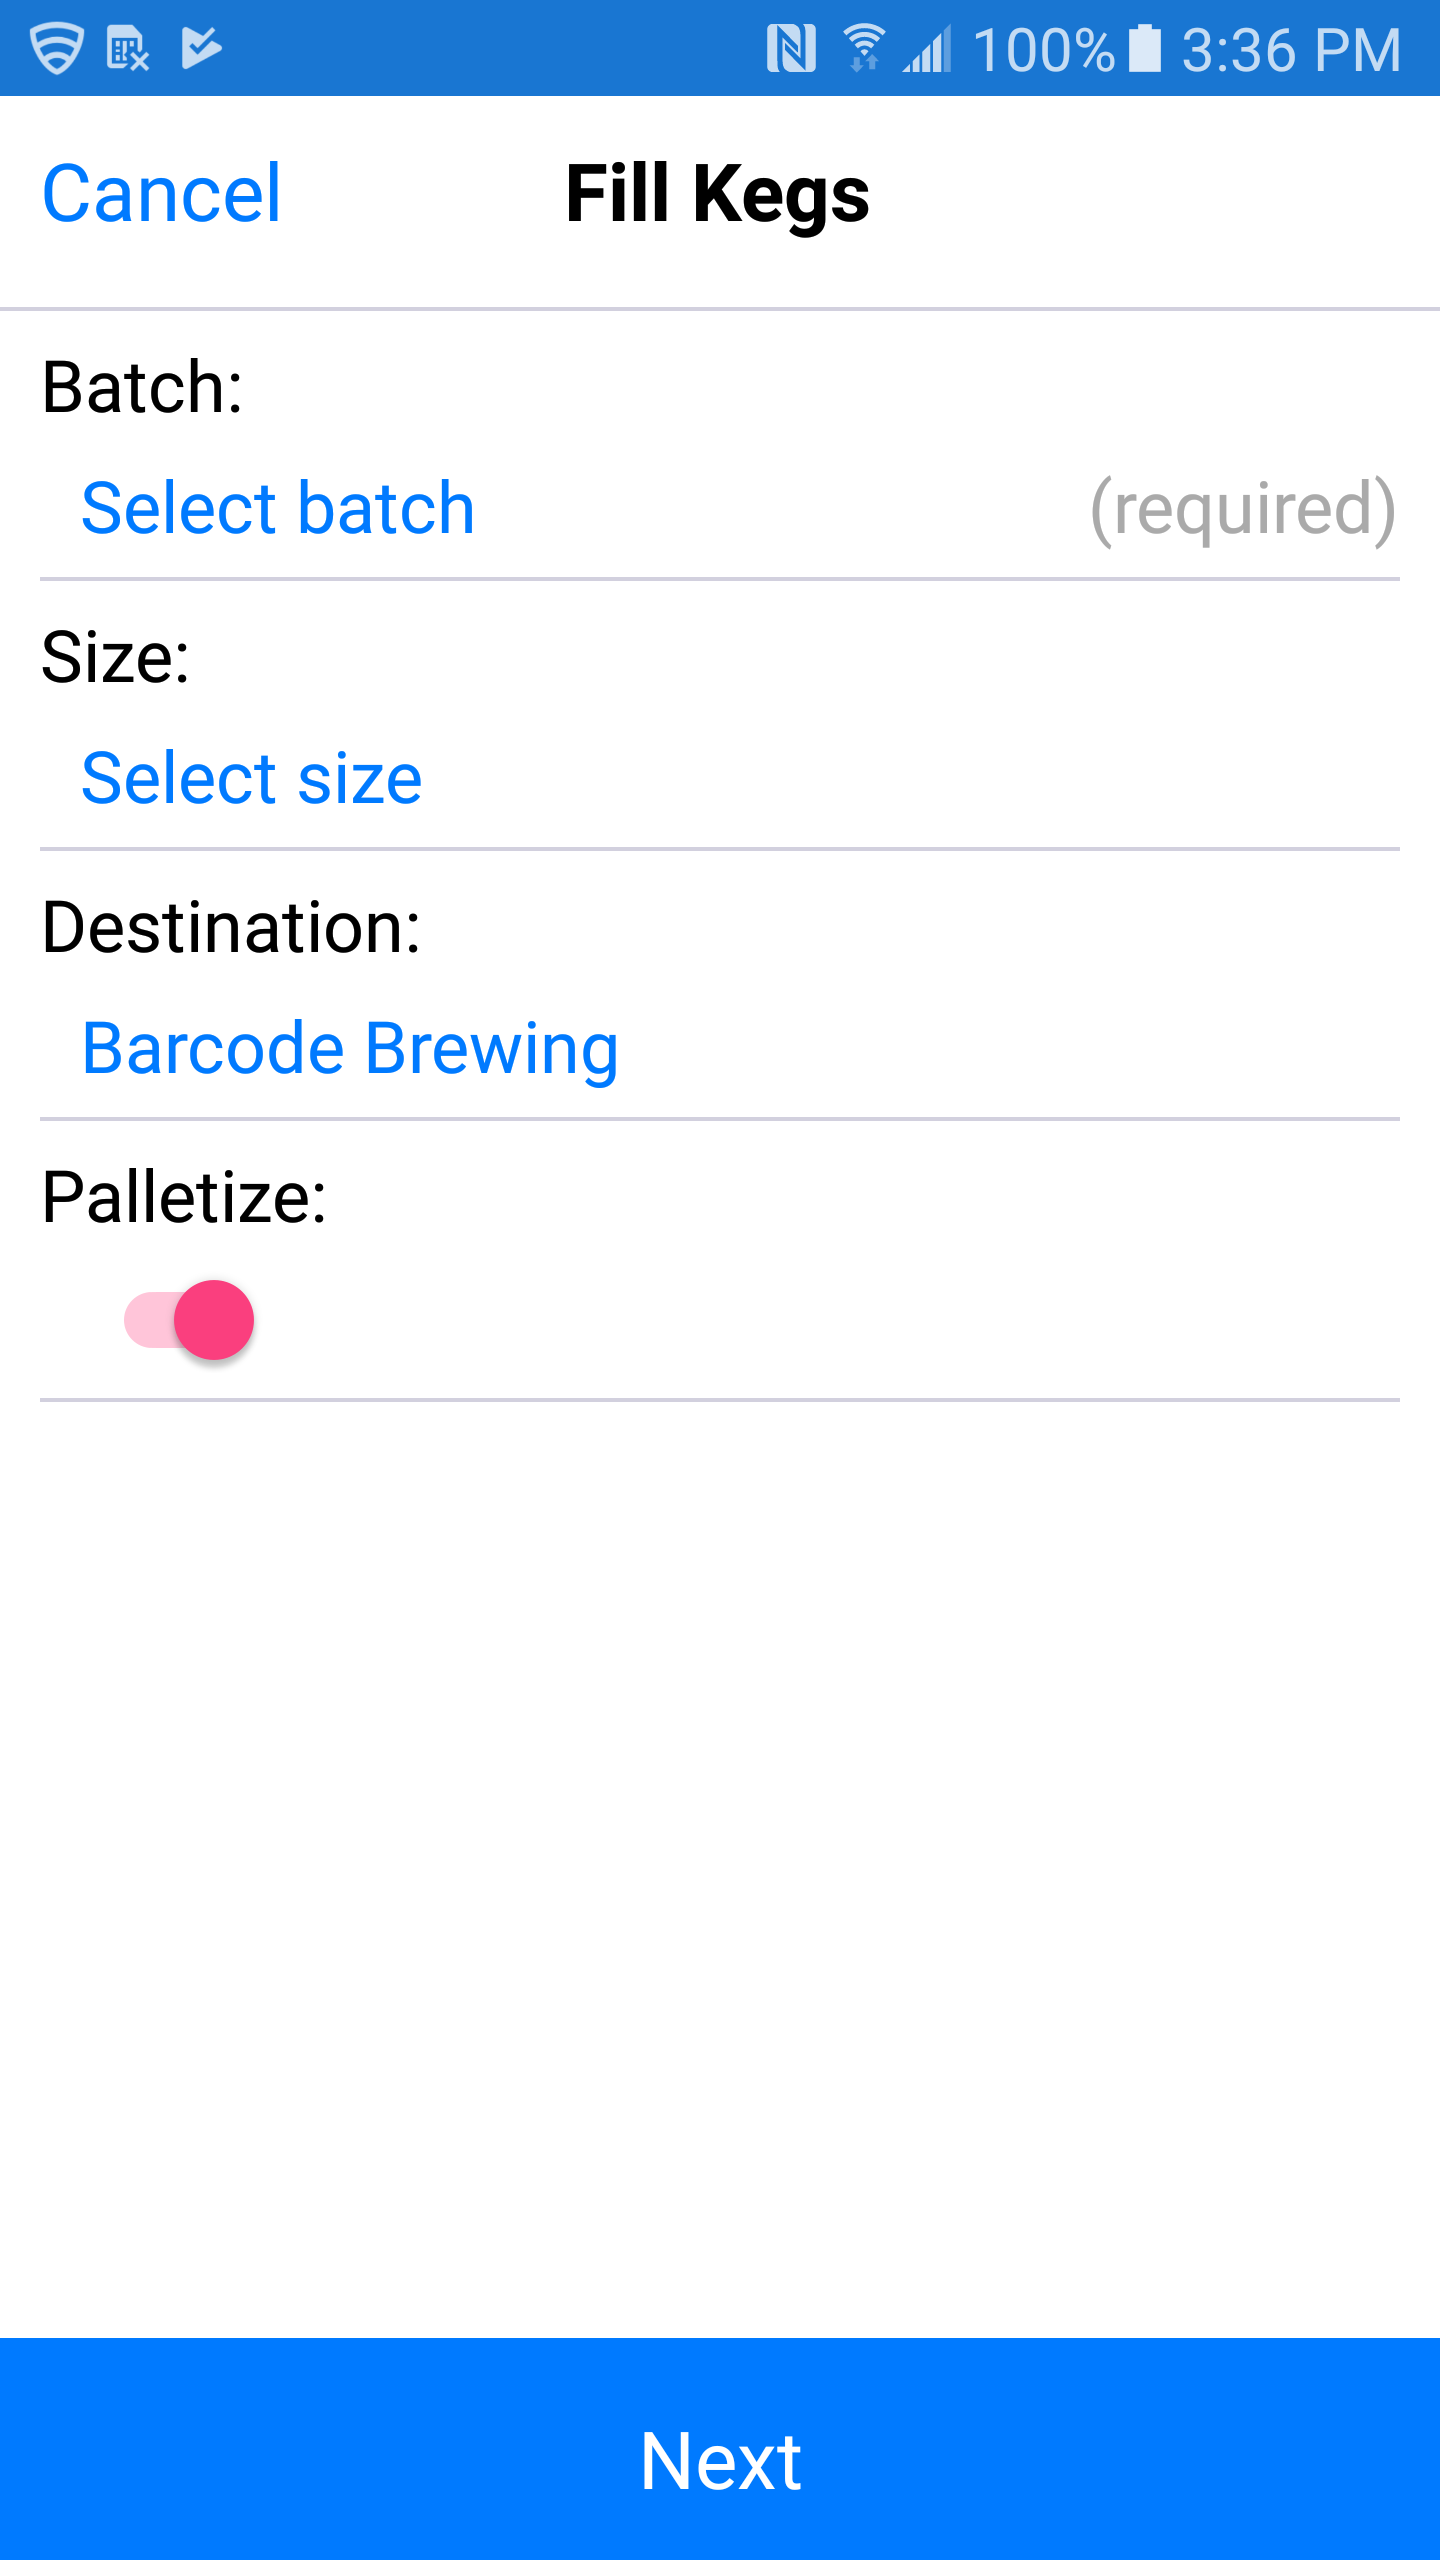 100% 3:36 PM
Cancel Fill Kegs
Batch:
Select batch (required)
Size:
Select size
Destination:
Barcode Brewing
Palletize:
Next